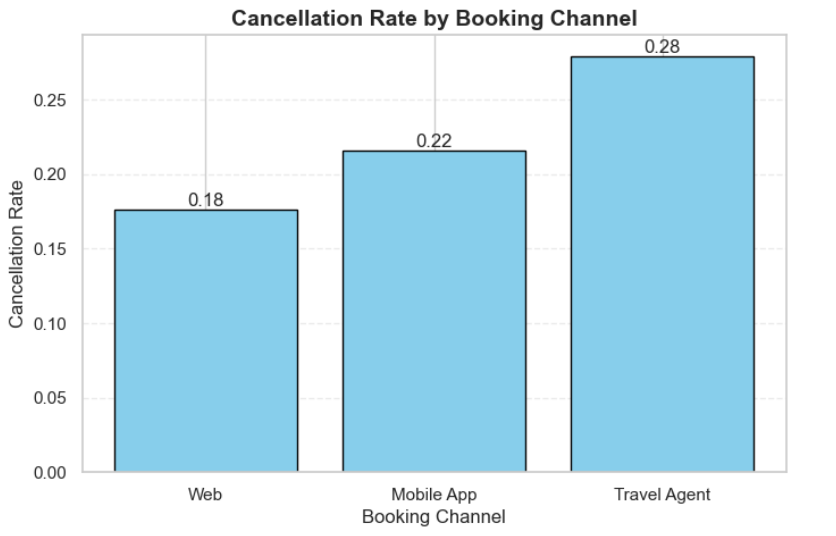 Cancellation Rate by Booking Channel
0.28
0.25
0.22
0.20
0.18
0.15
0.10
0.05
0.00
Cancellation Rate
Web Mobile App Travel Agent
Booking Channel